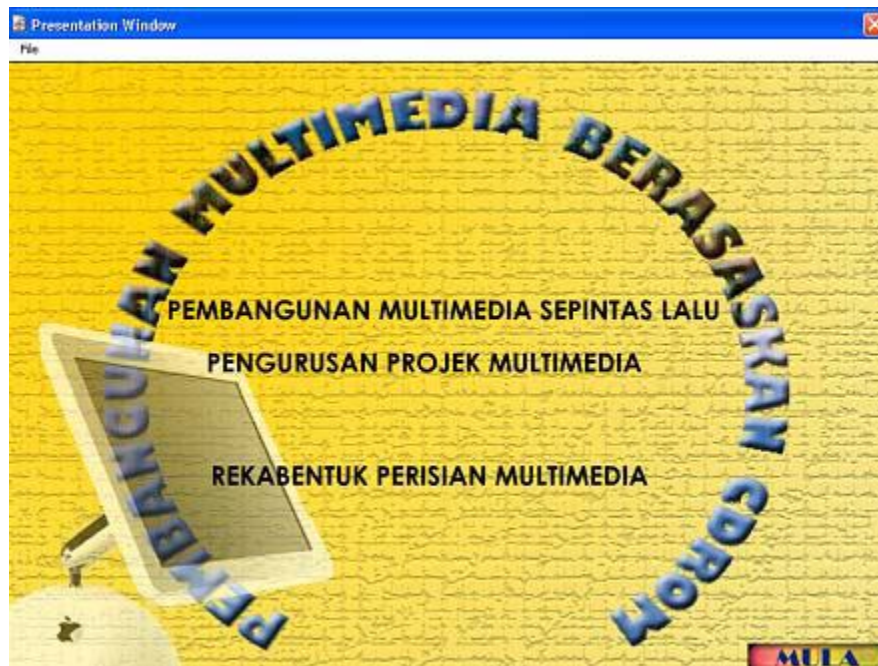 Presentation Window
File
PEMBANGUNAN MULTIMEDIA BERASASKAN CDROM
PEMBANGUNAN MULTIMEDIA SEPINTAS LALU
PENGURUSAN PROJEK MULTIMEDIA
REKABENTUK PERISIAN MULTIMEDIA
MULA